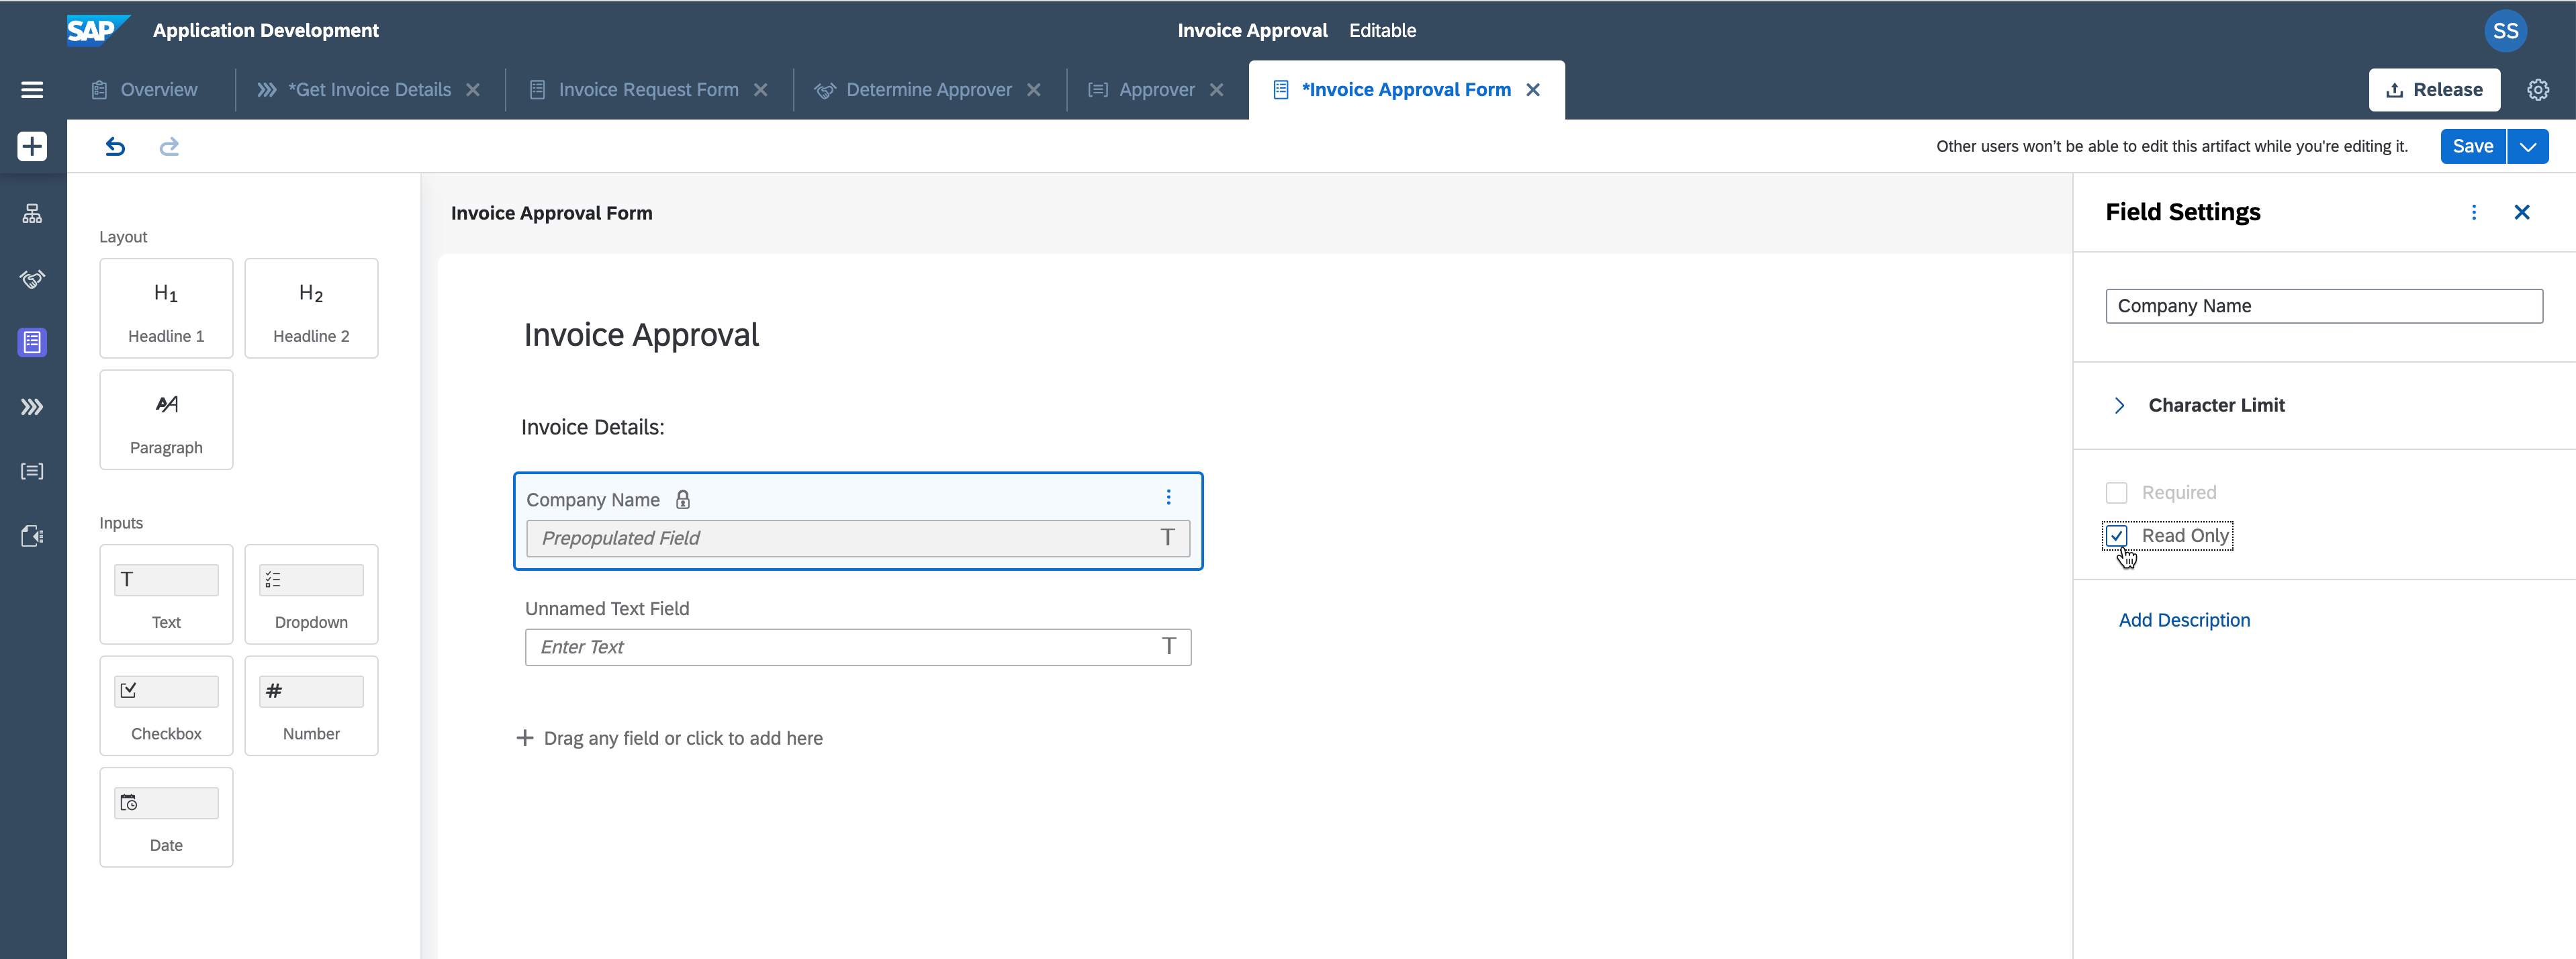 SAP Application Development
Invoice Approval Editable
SS
Overview
*Get Invoice Details
Invoice Request Form
Determine Approver
Approver
*Invoice Approval Form
Release
Other users won't be able to edit this artifact while you're editing it.
Save
Layout
H1
Headline 1
H2
Headline 2
Paragraph
Inputs
T
Text
Dropdown
Checkbox
#
Number
Date
Invoice Approval Form
Invoice Approval
Invoice Details:
Company Name
Prepopulated Field T
Unnamed Text Field
Enter Text T
Drag any field or click to add here
Field Settings
Company Name
Character Limit
Required
Read Only
Add Description